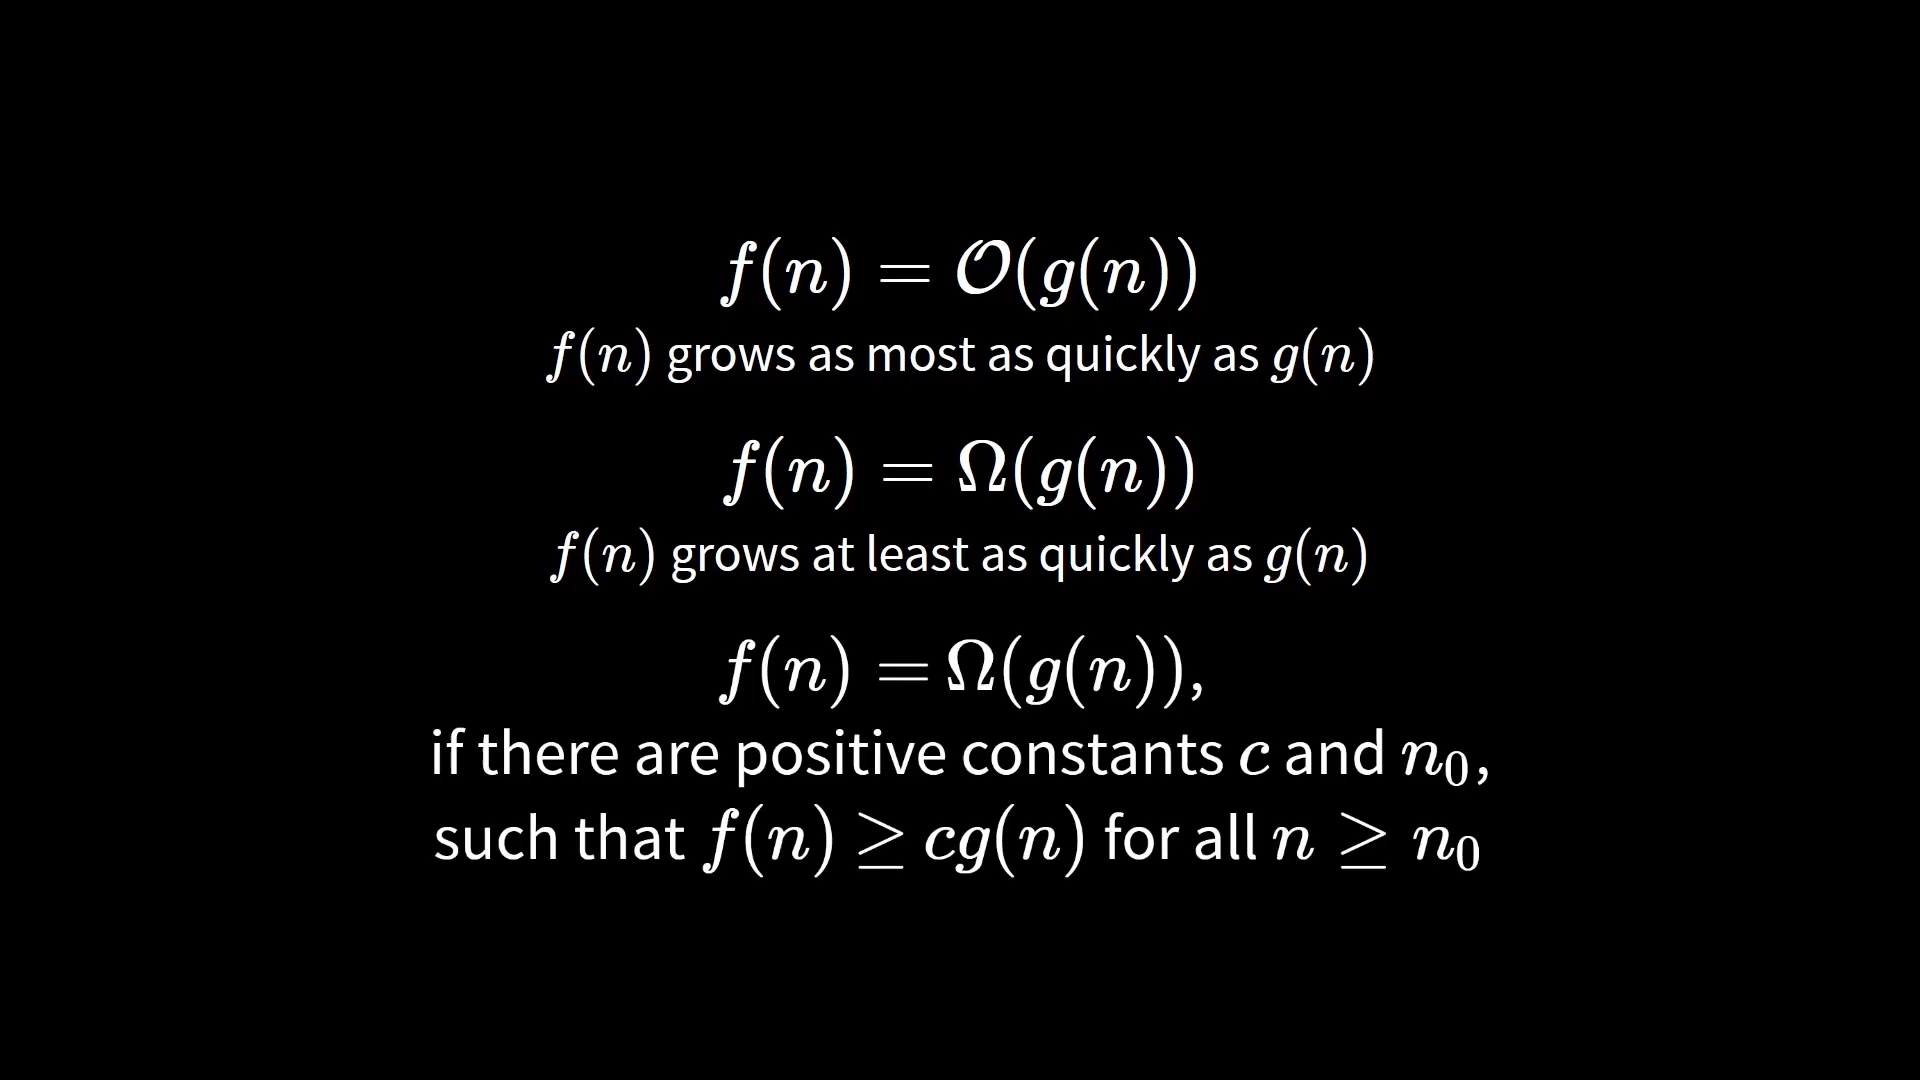 f(n) = 𝒪(g(n))
f(n) grows as most as quickly as g(n)
f(n) = Ω(g(n))
f(n) grows at least as quickly as g(n)
f(n) = Ω(g(n)),
if there are positive constants c and n₀,
such that f(n) ≥ cg(n) for all n ≥ n₀